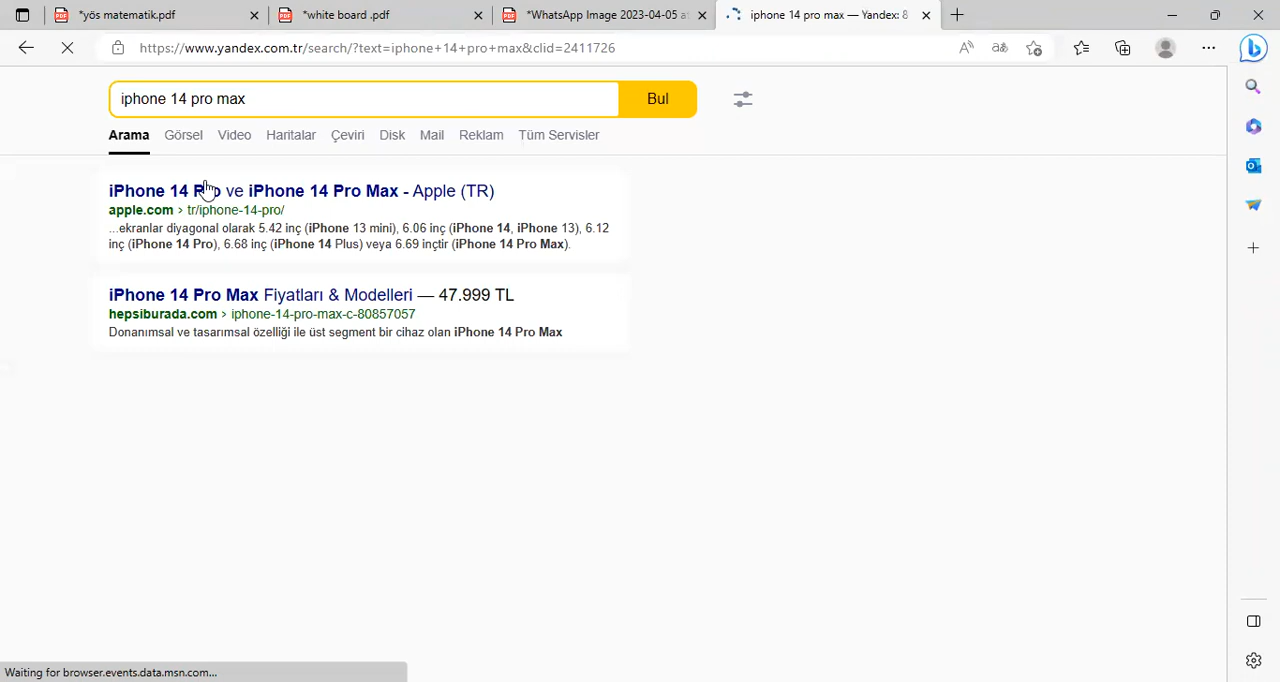 *yös matematik.pdf
*white board .pdf
*WhatsApp Image 2023-04-05 at
iphone 14 pro max — Yandex: 8
https://www.yandex.com.tr/search/?text=iphone+14+pro+max&clid=2411726
iphone 14 pro max
Bul
Arama Görsel Video Haritalar Çeviri Disk Mail Reklam Tüm Servisler
iPhone 14 Pro ve iPhone 14 Pro Max - Apple (TR)
apple.com › tr/iphone-14-pro/
...ekranlar diyagonal olarak 5.42 inç (iPhone 13 mini), 6.06 inç (iPhone 14, iPhone 13), 6.12
inç (iPhone 14 Pro), 6.68 inç (iPhone 14 Plus) veya 6.69 inçtir (iPhone 14 Pro Max).
iPhone 14 Pro Max Fiyatları & Modelleri — 47.999 TL
hepsiburada.com › iphone-14-pro-max-c-80857057
Donanımsal ve tasarımsal özelliği ile üst segment bir cihaz olan iPhone 14 Pro Max
Waiting for browser.events.data.msn.com...